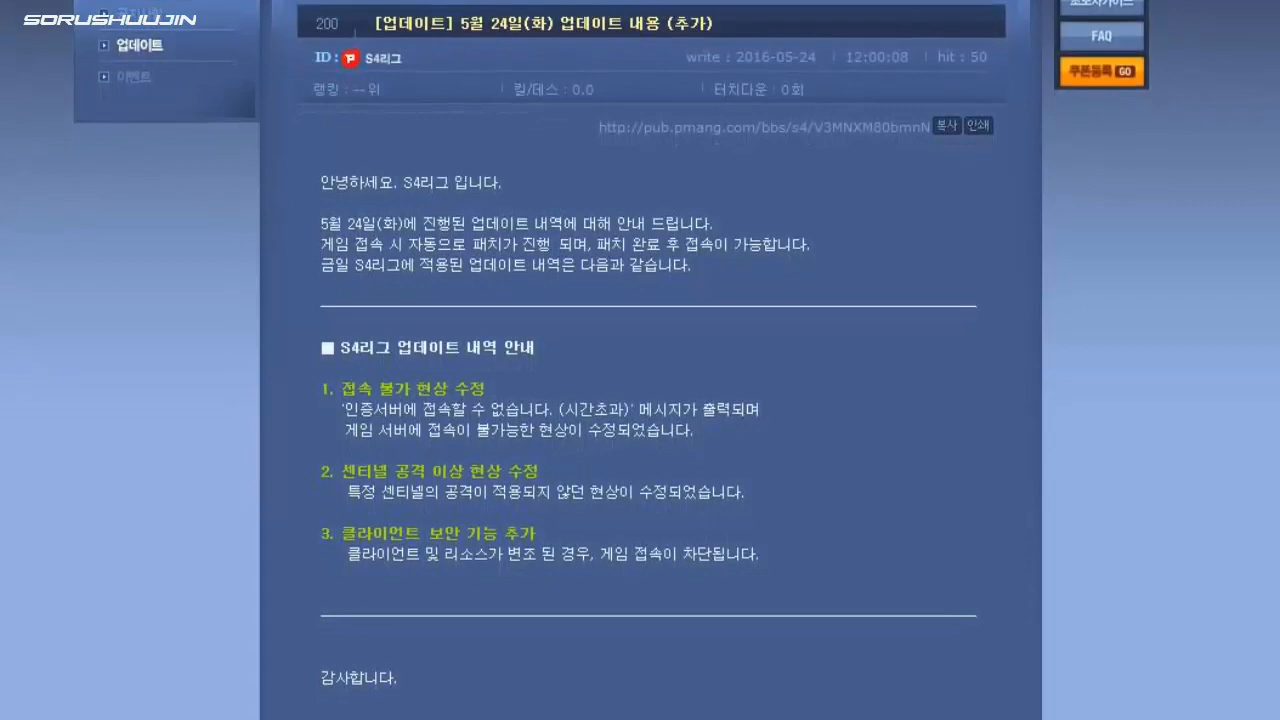 SORUSHUUJIN
공지사항
업데이트
이벤트
초보자가이드
FAQ
쿠폰등록 GO
200 [업데이트] 5월 24일(화) 업데이트 내용 (추가)
ID : S4리그 write : 2016-05-24 12:00:08 hit : 50
랭킹 : --위 킬/데스 : 0.0 터치다운 : 0회
http://pub.pmang.com/bbs/s4/V3MNXM80bmnN 복사 인쇄
안녕하세요. S4리그 입니다.
5월 24일(화)에 진행된 업데이트 내역에 대해 안내 드립니다.
게임 접속 시 자동으로 패치가 진행 되며, 패치 완료 후 접속이 가능합니다.
금일 S4리그에 적용된 업데이트 내역은 다음과 같습니다.
■ S4리그 업데이트 내역 안내
1. 접속 불가 현상 수정
'인증서버에 접속할 수 없습니다. (시간초과)' 메시지가 출력되며
게임 서버에 접속이 불가능한 현상이 수정되었습니다.
2. 센티넬 공격 이상 현상 수정
특정 센티넬의 공격이 적용되지 않던 현상이 수정되었습니다.
3. 클라이언트 보안 기능 추가
클라이언트 및 리소스가 변조 된 경우, 게임 접속이 차단됩니다.
감사합니다.